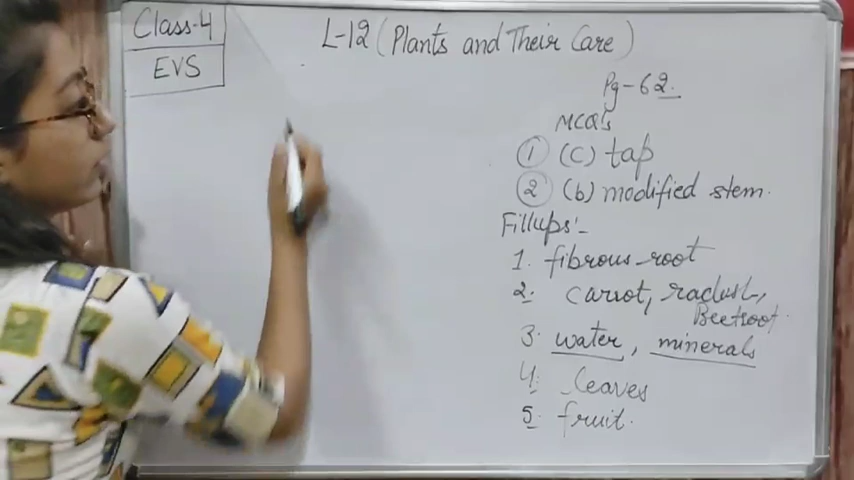 Class-4
EVS
L-12 (Plants and Their Care)
Pg-62.
MCQ's
① (c) tap
② (b) modified stem.
Fillups:-
1. fibrous-root
2. carrot, radish,
Beetroot.
3. water, minerals
4. leaves
5. fruit.